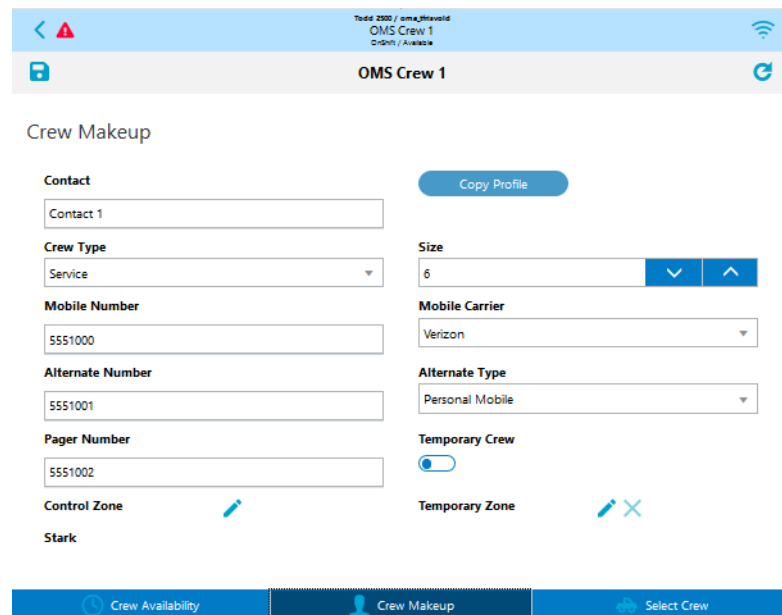 Todd 2500 / oma_thisvold
OMS Crew 1
OnShift / Available
OMS Crew 1
Crew Makeup
Contact
Copy Profile
Contact 1
Crew Type
Size
Service
6
Mobile Number
Mobile Carrier
5551000
Verizon
Alternate Number
Alternate Type
5551001
Personal Mobile
Pager Number
Temporary Crew
5551002
Control Zone
Temporary Zone
Stark
Crew Availability
Crew Makeup
Select Crew